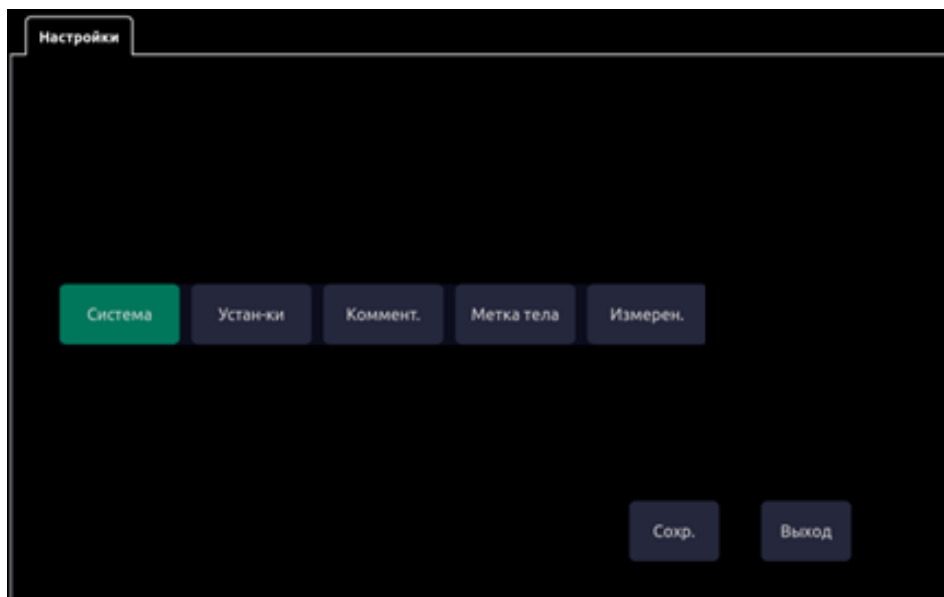 Настройки
Система Устан-ки Коммент. Метка тела Измерен.
Сохр. Выход